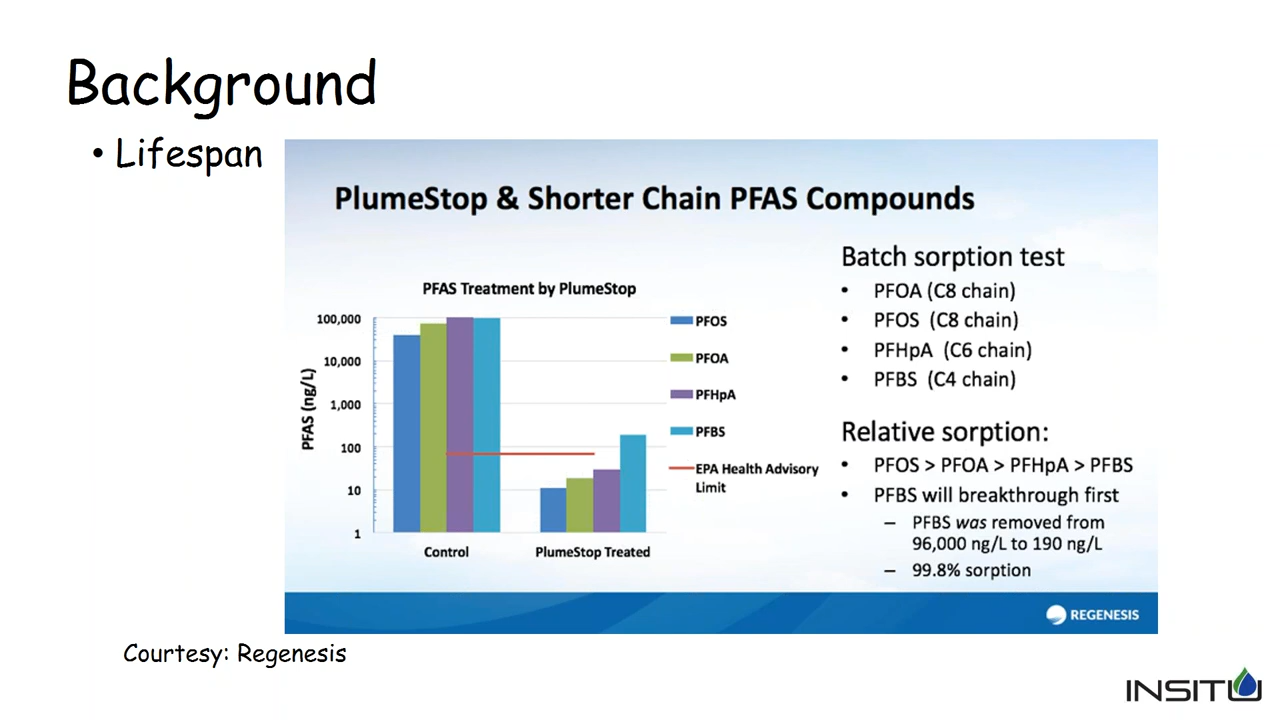 Background
• Lifespan
PlumeStop & Shorter Chain PFAS Compounds
PFAS Treatment by PlumeStop
PFAS (ng/L)
100,000
10,000
1,000
100
10
1
Control
PlumeStop Treated
PFOS
PFOA
PFHpA
PFBS
EPA Health Advisory
Limit
Batch sorption test
• PFOA (C8 chain)
• PFOS (C8 chain)
• PFHpA (C6 chain)
• PFBS (C4 chain)
Relative sorption:
• PFOS > PFOA > PFHpA > PFBS
• PFBS will breakthrough first
– PFBS was removed from
96,000 ng/L to 190 ng/L
– 99.8% sorption
REGENESIS
Courtesy: Regenesis
INSITU